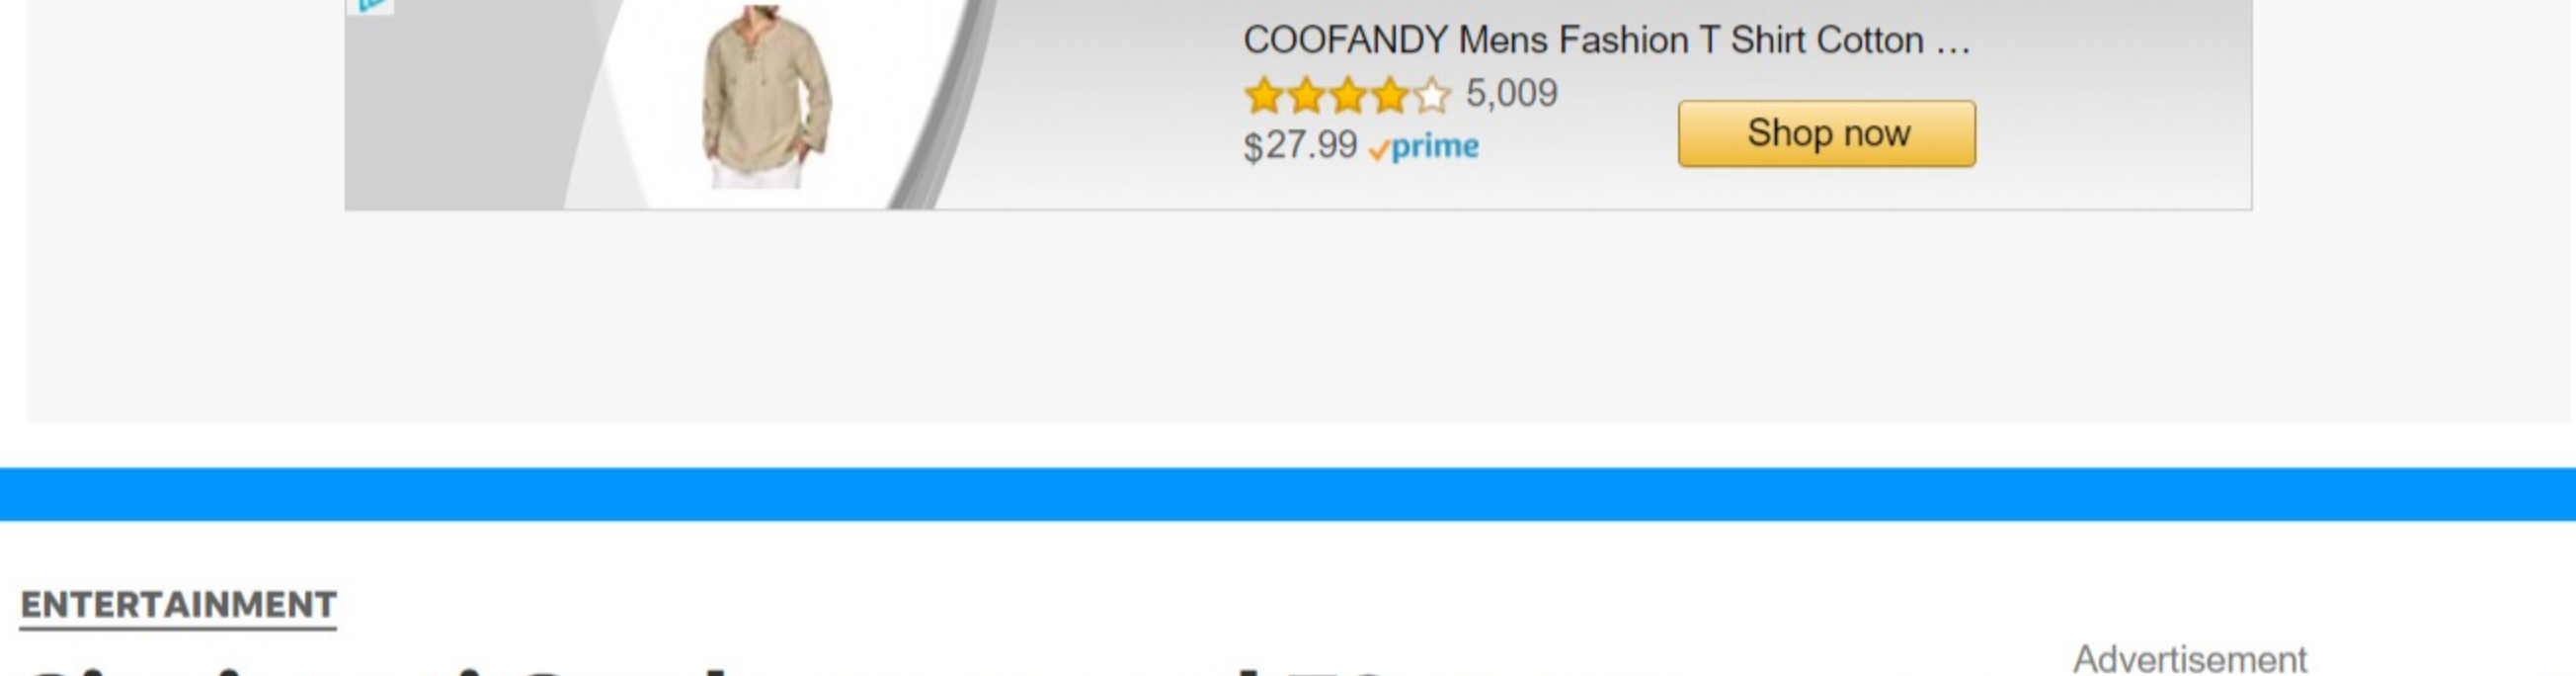 COOFANDY Mens Fashion T Shirt Cotton ...
5,009
$27.99 prime
Shop now
ENTERTAINMENT
Advertisement